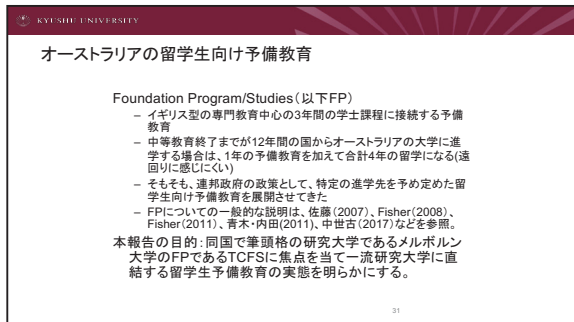 KYUSHU UNIVERSITY
オーストラリアの留学生向け予備教育
Foundation Program/Studies（以下FP）
– イギリス型の専門教育中心の3年間の学士課程に接続する予備
教育
– 中等教育終了までが12年間の国からオーストラリアの大学に進
学する場合は、1年の予備教育を加えて合計4年の留学になる(遠
回りに感じにくい)
– そもそも、連邦政府の政策として、特定の進学先を予め定めた留
学生向け予備教育を展開させてきた
– FPについての一般的な説明は、佐藤（2007）、Fisher（2008）、
Fisher（2011）、青木・内田(2011)、中世古（2017）などを参照。
本報告の目的：同国で筆頭格の研究大学であるメルボルン
大学のFPであるTCFSに焦点を当て一流研究大学に直
結する留学生予備教育の実態を明らかにする。
31